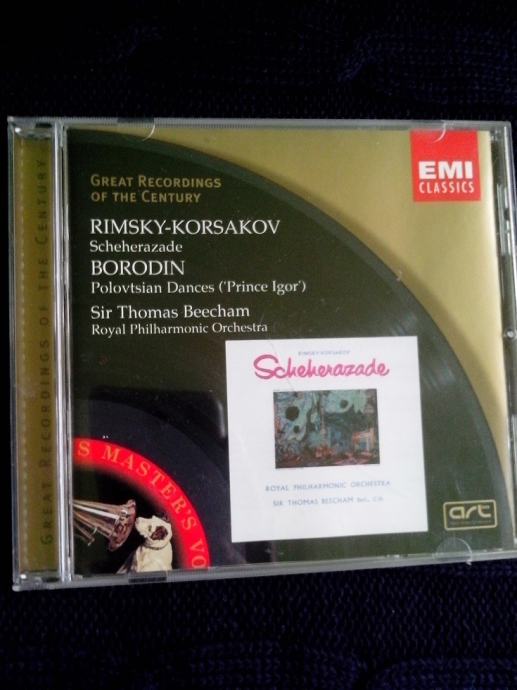 GREAT RECORDINGS OF THE CENTURY
GREAT RECORDINGS
OF THE CENTURY
EMI
CLASSICS
RIMSKY-KORSAKOV
Scheherazade
BORODIN
Polovtsian Dances ('Prince Igor')
Sir Thomas Beecham
Royal Philharmonic Orchestra
RIMSKY-KORSAKOV
Scheherazade
ROYAL PHILHARMONIC ORCHESTRA
SIR THOMAS BEECHAM Bart., C.H.
S MASTER'S VO
art